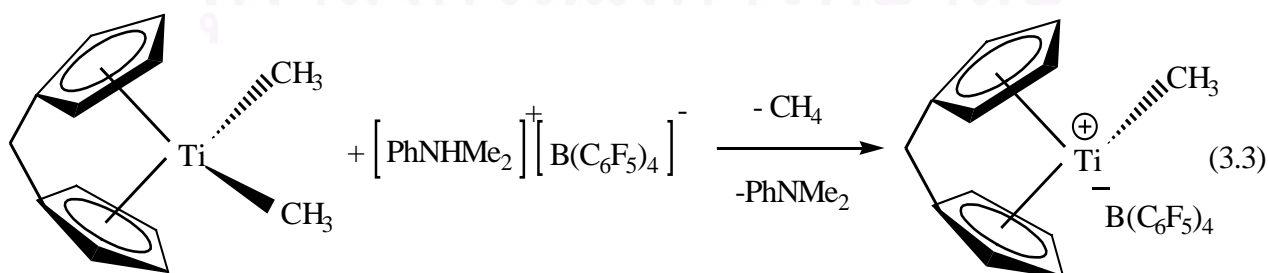 CH3
- CH4
CH3
Ti
+ [PhNHMe2]+[B(C6F5)4]-
⊕
Ti
(3.3)
-PhNMe2
CH3
B(C6F5)4